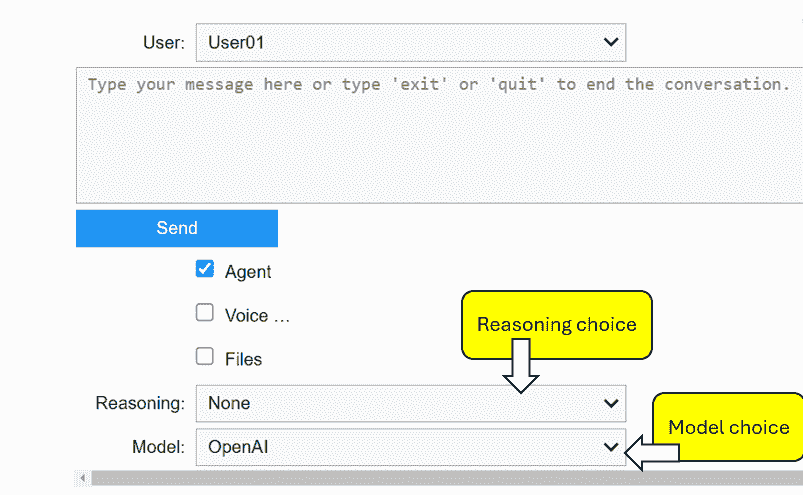 User: User01
Type your message here or type 'exit' or 'quit' to end the conversation.
Send
Agent
Voice …
Files
Reasoning choice
Reasoning: None
Model choice
Model: OpenAI